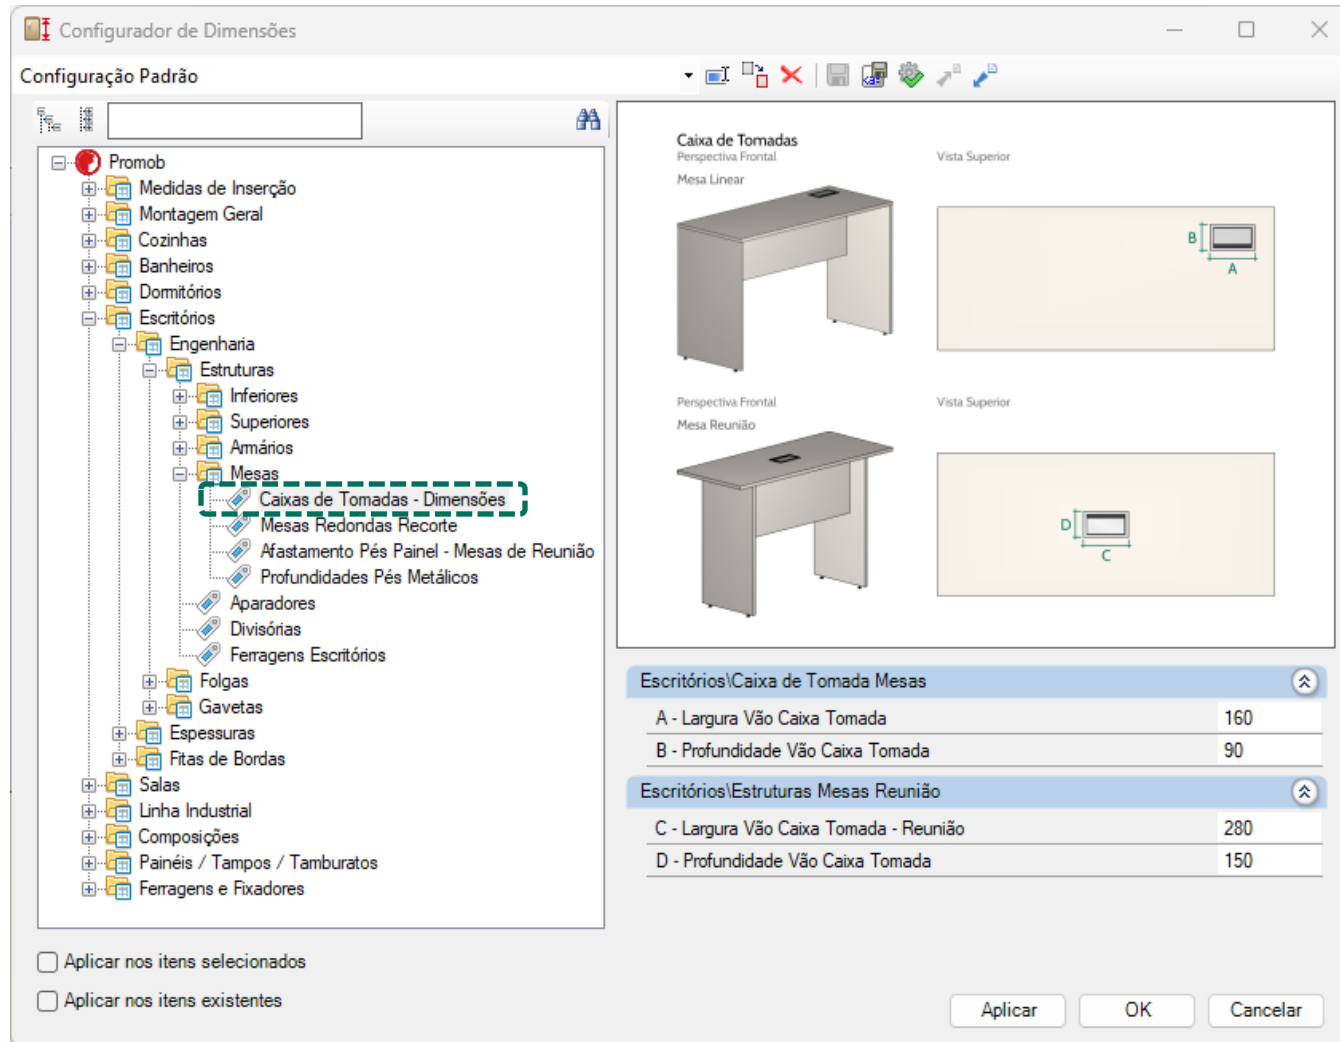 Configurador de Dimensões
Configuração Padrão
Promob
Medidas de Inserção
Montagem Geral
Cozinhas
Banheiros
Dormitórios
Escritórios
Engenharia
Estruturas
Inferiores
Superiores
Armários
Mesas
Caixas de Tomadas - Dimensões
Mesas Redondas Recorte
Afastamento Pés Painel - Mesas de Reunião
Profundidades Pés Metálicos
Aparadores
Divisórias
Ferragens Escritórios
Folgas
Gavetas
Espessuras
Fitas de Bordas
Salas
Linha Industrial
Composições
Painéis / Tampos / Tamburatos
Ferragens e Fixadores
Caixa de Tomadas
Perspectiva Frontal
Vista Superior
Mesa Linear
B
A
Perspectiva Frontal
Vista Superior
Mesa Reunião
D
C
Escritórios\Caixa de Tomada Mesas
A - Largura Vão Caixa Tomada 160
B - Profundidade Vão Caixa Tomada 90
Escritórios\Estruturas Mesas Reunião
C - Largura Vão Caixa Tomada - Reunião 280
D - Profundidade Vão Caixa Tomada 150
Aplicar nos itens selecionados
Aplicar nos itens existentes
Aplicar OK Cancelar